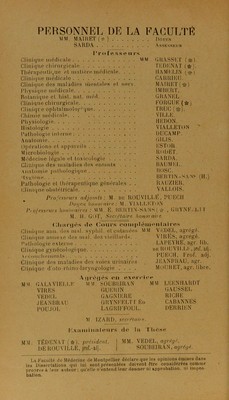 PERSONNEL DE LA FACULTÉ
MM. MAIRET (*) . . . . . . . Doyen
SARDA . . . . . . . Assesseur
Professeurs
Clinique médicale . . . . . MM GRASSET (*)
Clinique chirurgicale . . . . . TÉDENAT (*)
Thérapeutique et matière médicale . . . . . HAMELIN (*)
Clinique médicale . . . . . CARRIEU
Clinique des maladies mentales et nerv. MAIRET (*)
Physique médicale . . . . . IMBERT
Botanique et hist. nat. méd. GRANEL
Clinique chirurgicale . . . . . FORGUE (*)
Clinique ophtalmologique . . . . . TRUC (*)
Chimie médicale . . . . . VILLE
Physiologie . . . . . HEDON
Histologie . . . . . VIALLETON
Pathologie interne . . . . . DUCAMP
Anatomie . . . . . GILIS
Opérations et appareils . . . . . ESTOR
Microbiologie . . . . . RODET
Médecine légale et toxicologie . . . . . SARDA
Clinique des maladies des enfants . . . . . BAUMEL
Anatomie pathologique . . . . . BOSC
Hygiène . . . . . BERTIN-SANS (H.)
Pathologie et thérapeutique générales . . RAUZIER
Clinique obstétricale . . . . . VALLOIS
Professeurs adjoints : M. DE ROUVILLE, PUECH
Doyen honoraire : M. VIALLETON
Professeurs honoraires : MM. E. BERTIN-SANS (*), GRYNFELTT
M. H. GOT, Secrétaire honoraire
Chargés de Cours complémentaires
Clinique ann. des mal. syphil. et cutanées MM VEDEL, agrégé.
Clinique annexe des mal. des vieillards. VIRES, agrégé.
Pathologie externe . . . . . LAPEYRE, agr. lib.
Clinique gynécologique . . . . . DE ROUVILLE, prof. adj.
Accouchements . . . . . PUECH, Prof. adj.
Clinique des maladies des voies urinaires JEANBRAU, agr.
Clinique d'oto-rhino-laryngologie . . . . MOURET, agr. libre.
Agrégés en exercice
MM GALAVIELLE MM SOUBEIRAN MM LEENHARDT
VIRES GUERIN GAUSSEL
VEDEL GAGNIERE RICHE
JEANBRAU GRYNFELTT Ed. CABANNES
POUJOL LAGRIFFOUL DERRIEN
M. IZARD, secrétaire.
Examinateurs de la Thèse
MM. TÉDENAT (*), président. MM. VEDEL, agrégé.
DE ROUVILLE, prof. adj. SOUBEIRAN, agrégé.
La Faculté de Médecine de Montpellier déclare que les opinions émises dans
les Dissertations qui lui sont présentées doivent être considérées comme
propres à leur auteur ; qu'elle n'entend leur donner ni approbation, ni impro-
bation.